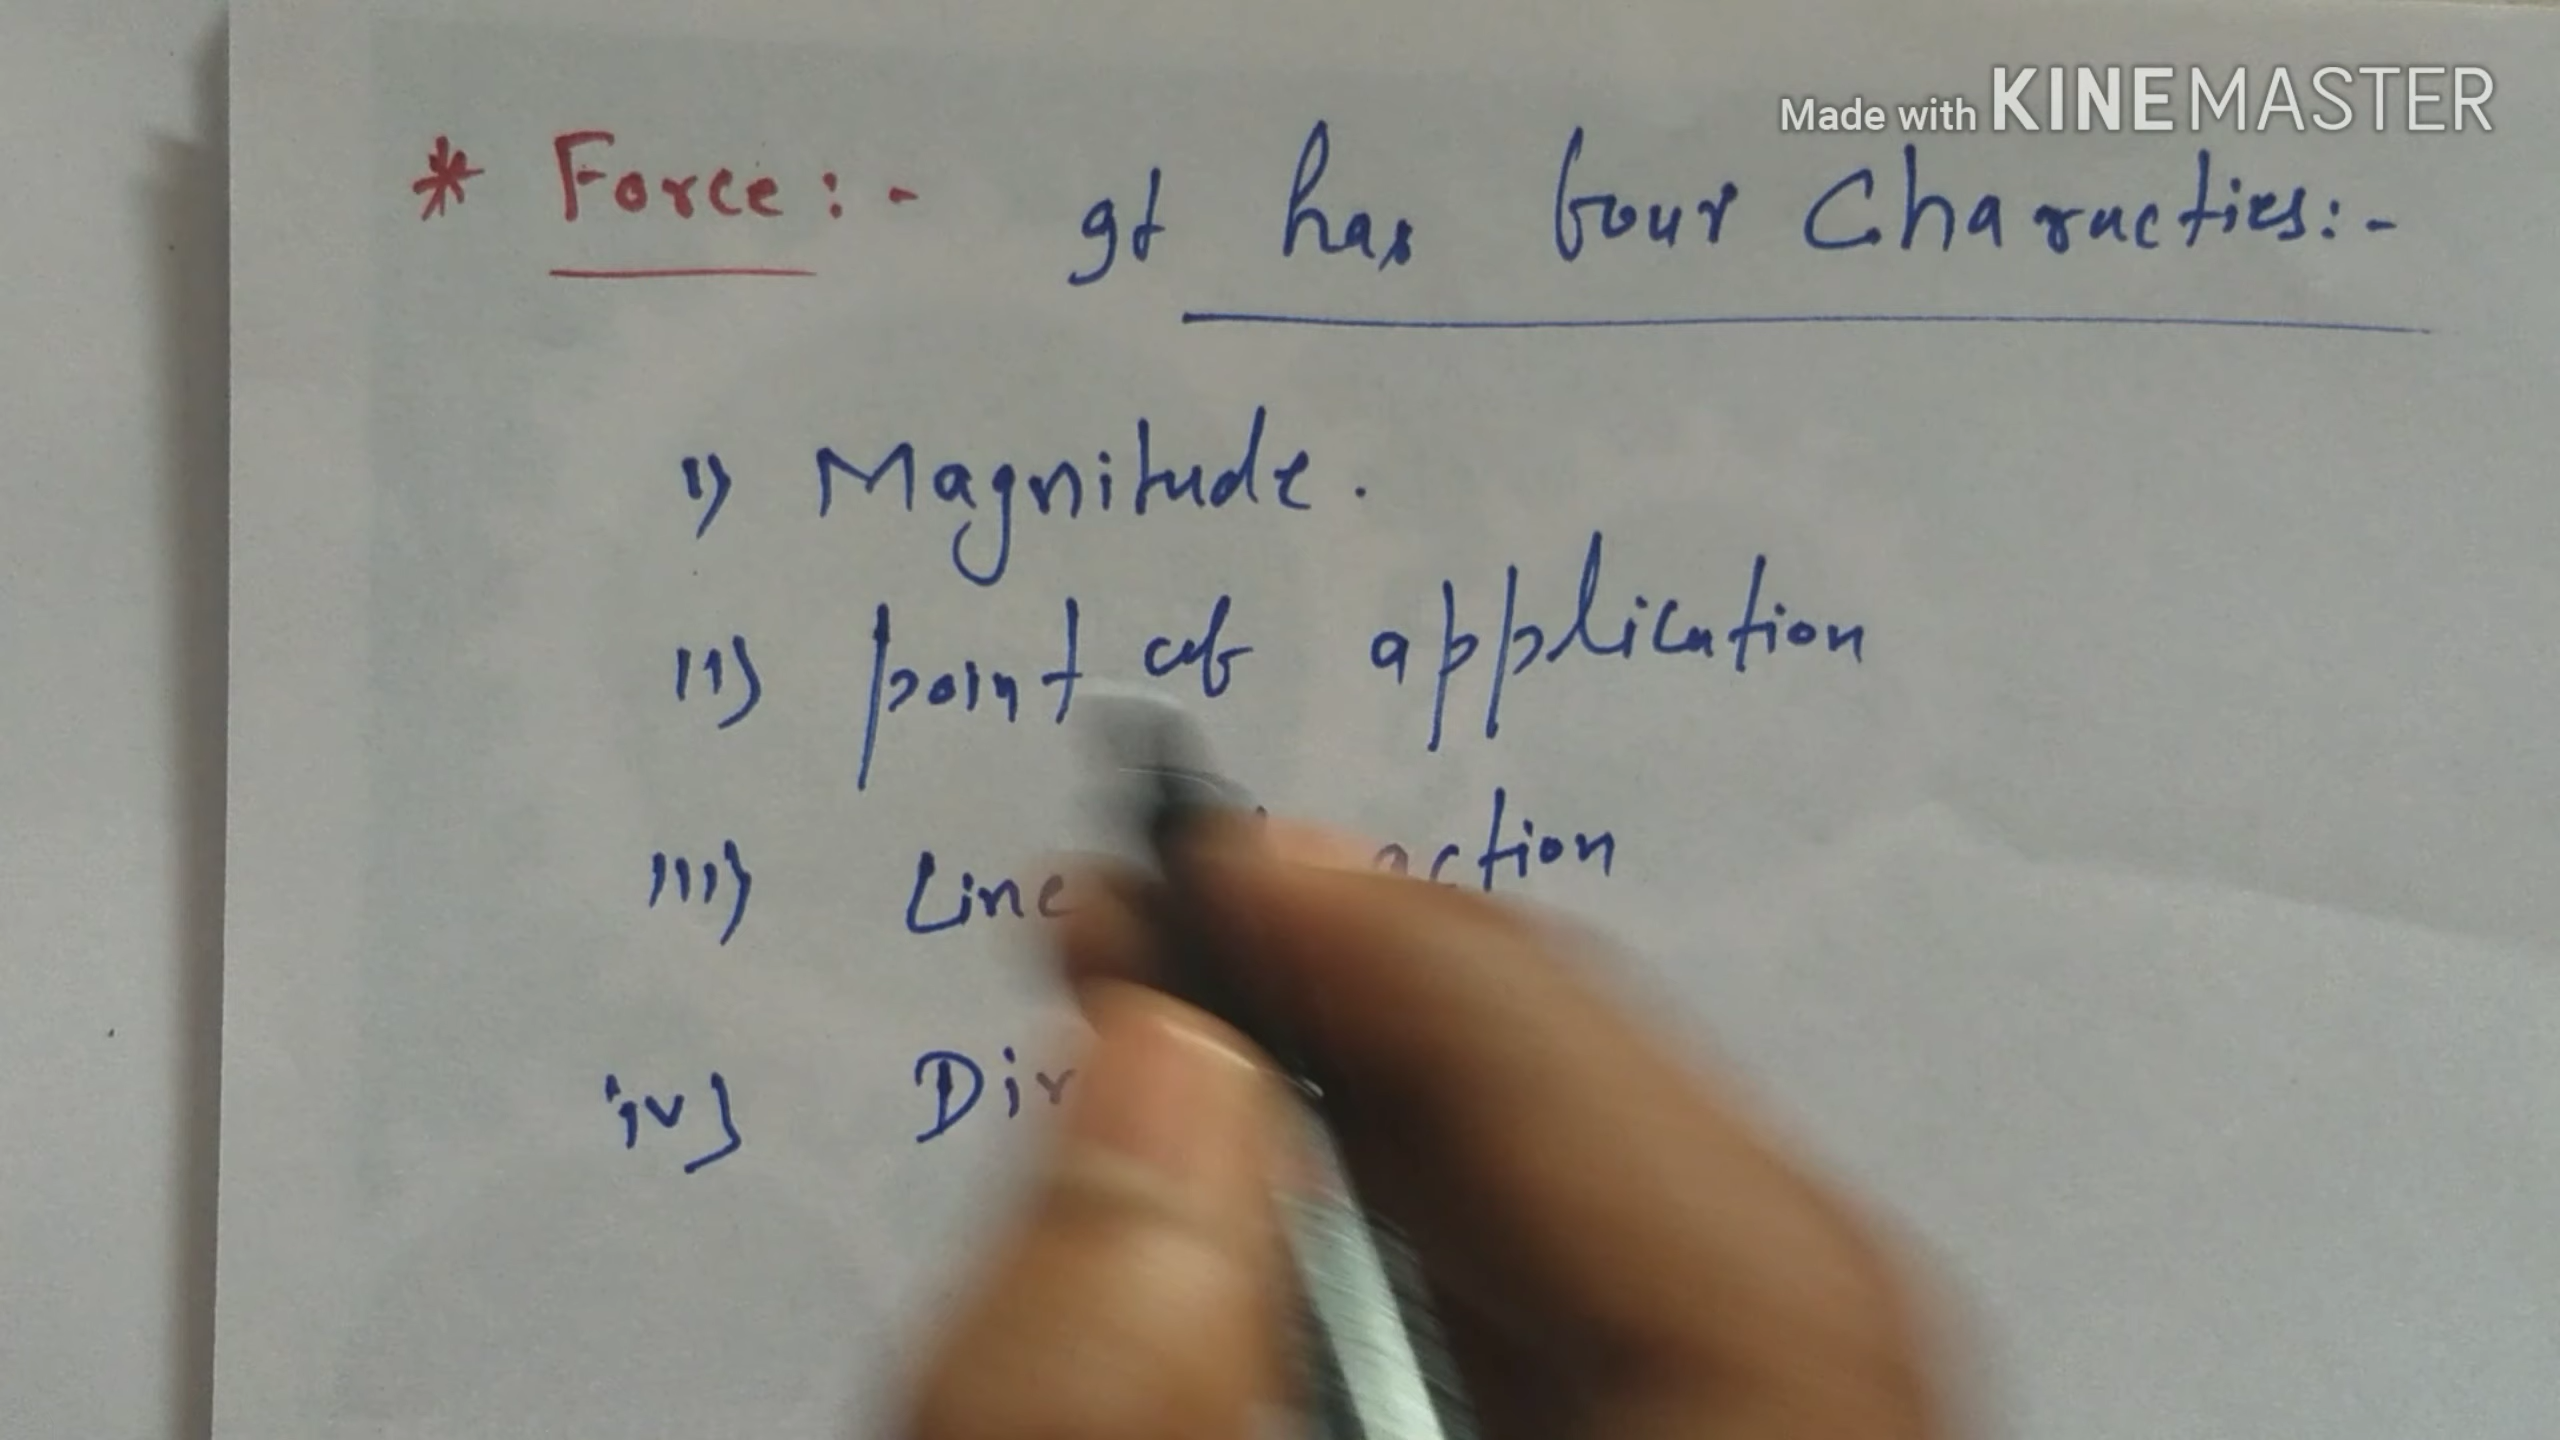 Made with KINEMASTER
* Force:- It has four Characties:-
i) Magnitude.
ii) point of application
iii) Line action
iv) Dir